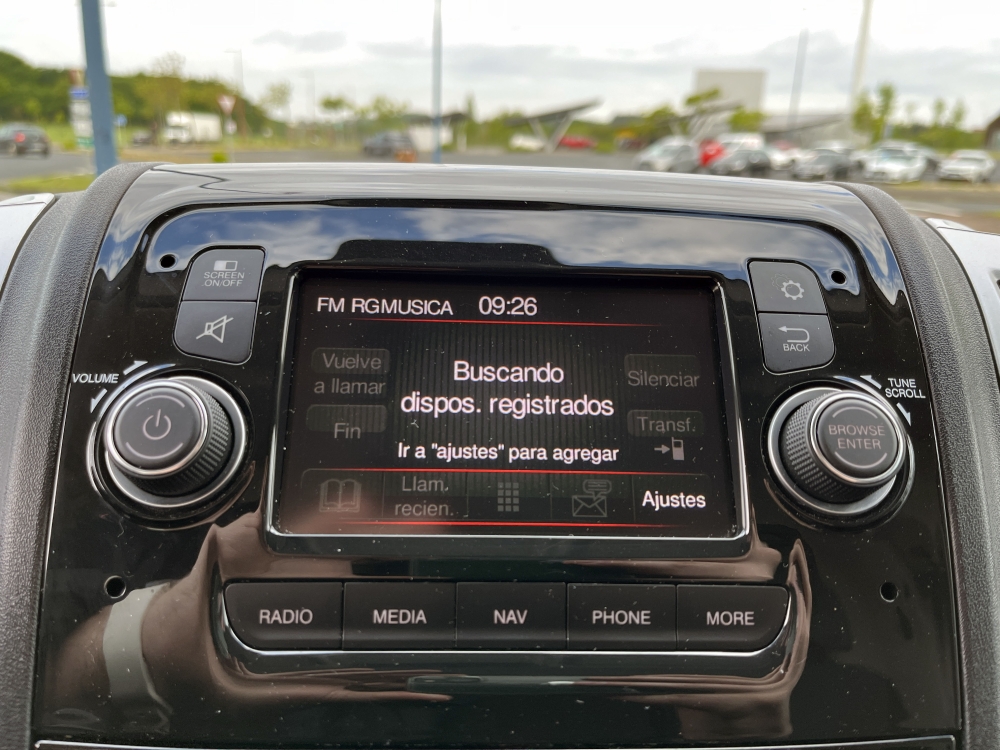 SCREEN
ON/OFF
FM RGMUSICA 09:26
BACK
Vuelve
a llamar
Buscando
dispos. registrados
Silenciar
VOLUME
TUNE
SCROLL
Fin
Transf.
BROWSE
ENTER
Ir a "ajustes" para agregar
Llam.
recien.
Ajustes
RADIO
MEDIA
NAV
PHONE
MORE